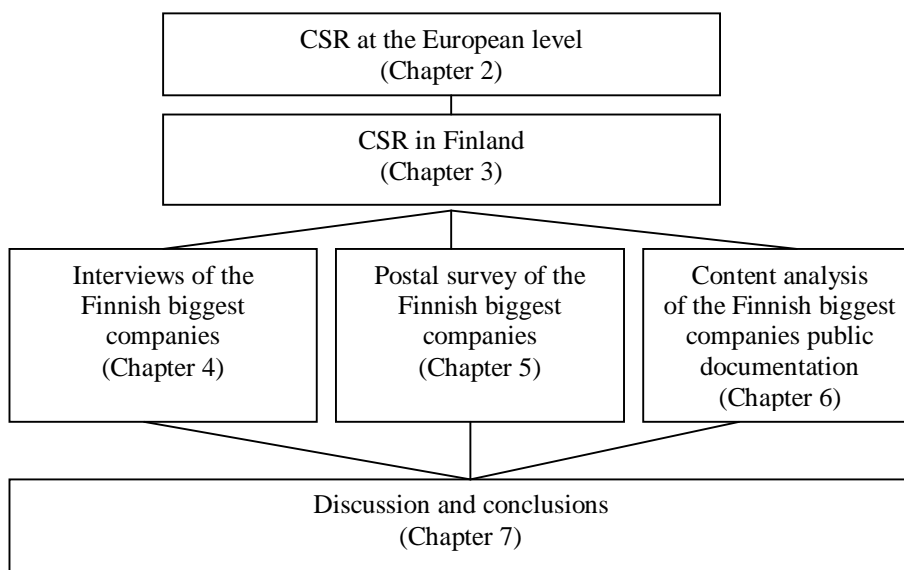 CSR at the European level
(Chapter 2)
CSR in Finland
(Chapter 3)
Interviews of the
Finnish biggest
companies
(Chapter 4)
Postal survey of the
Finnish biggest
companies
(Chapter 5)
Content analysis
of the Finnish biggest
companies public
documentation
(Chapter 6)
Discussion and conclusions
(Chapter 7)